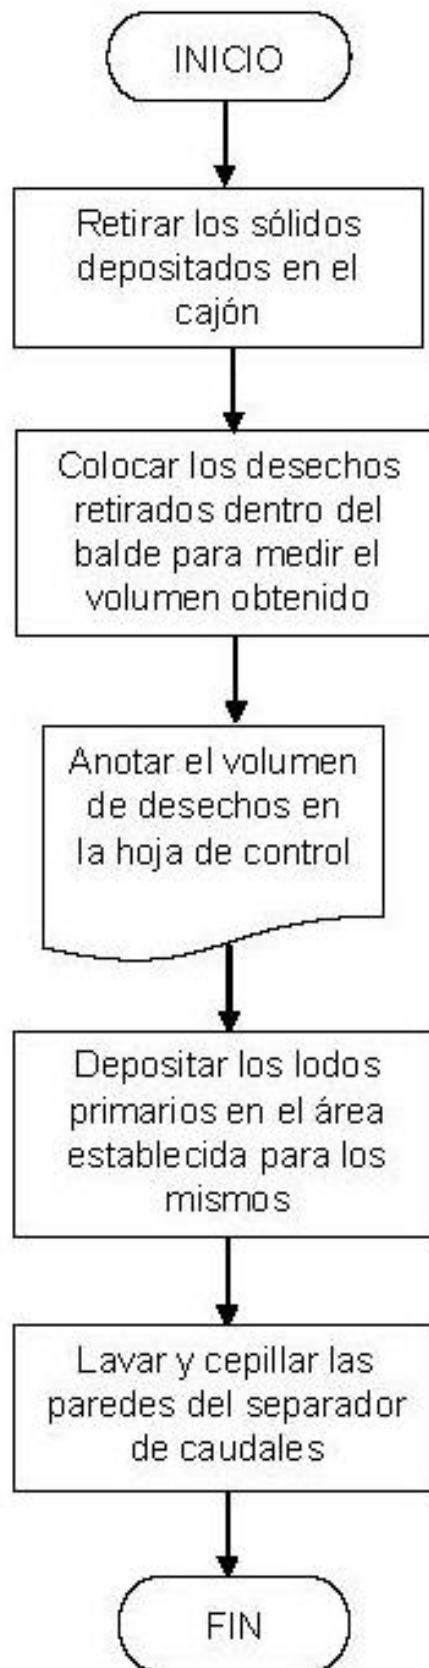 INICIO
Retirar los sólidos
depositados en el
cajón
Colocar los desechos
retirados dentro del
balde para medir el
volumen obtenido
Anotar el volumen
de desechos en
la hoja de control
Depositar los lodos
primarios en el área
establecida para los
mismos
Lavar y cepillar las
paredes del separador
de caudales
FIN